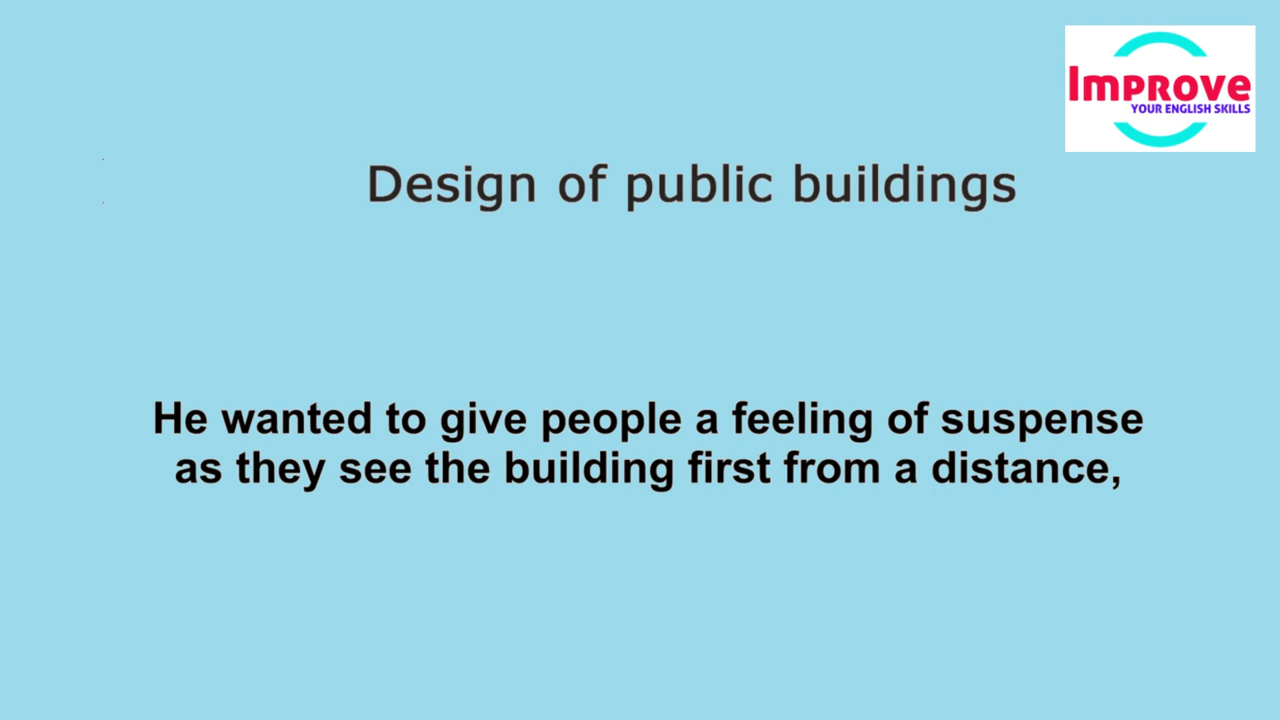 Improve
YOUR ENGLISH SKILLS
Design of public buildings
He wanted to give people a feeling of suspense
as they see the building first from a distance,